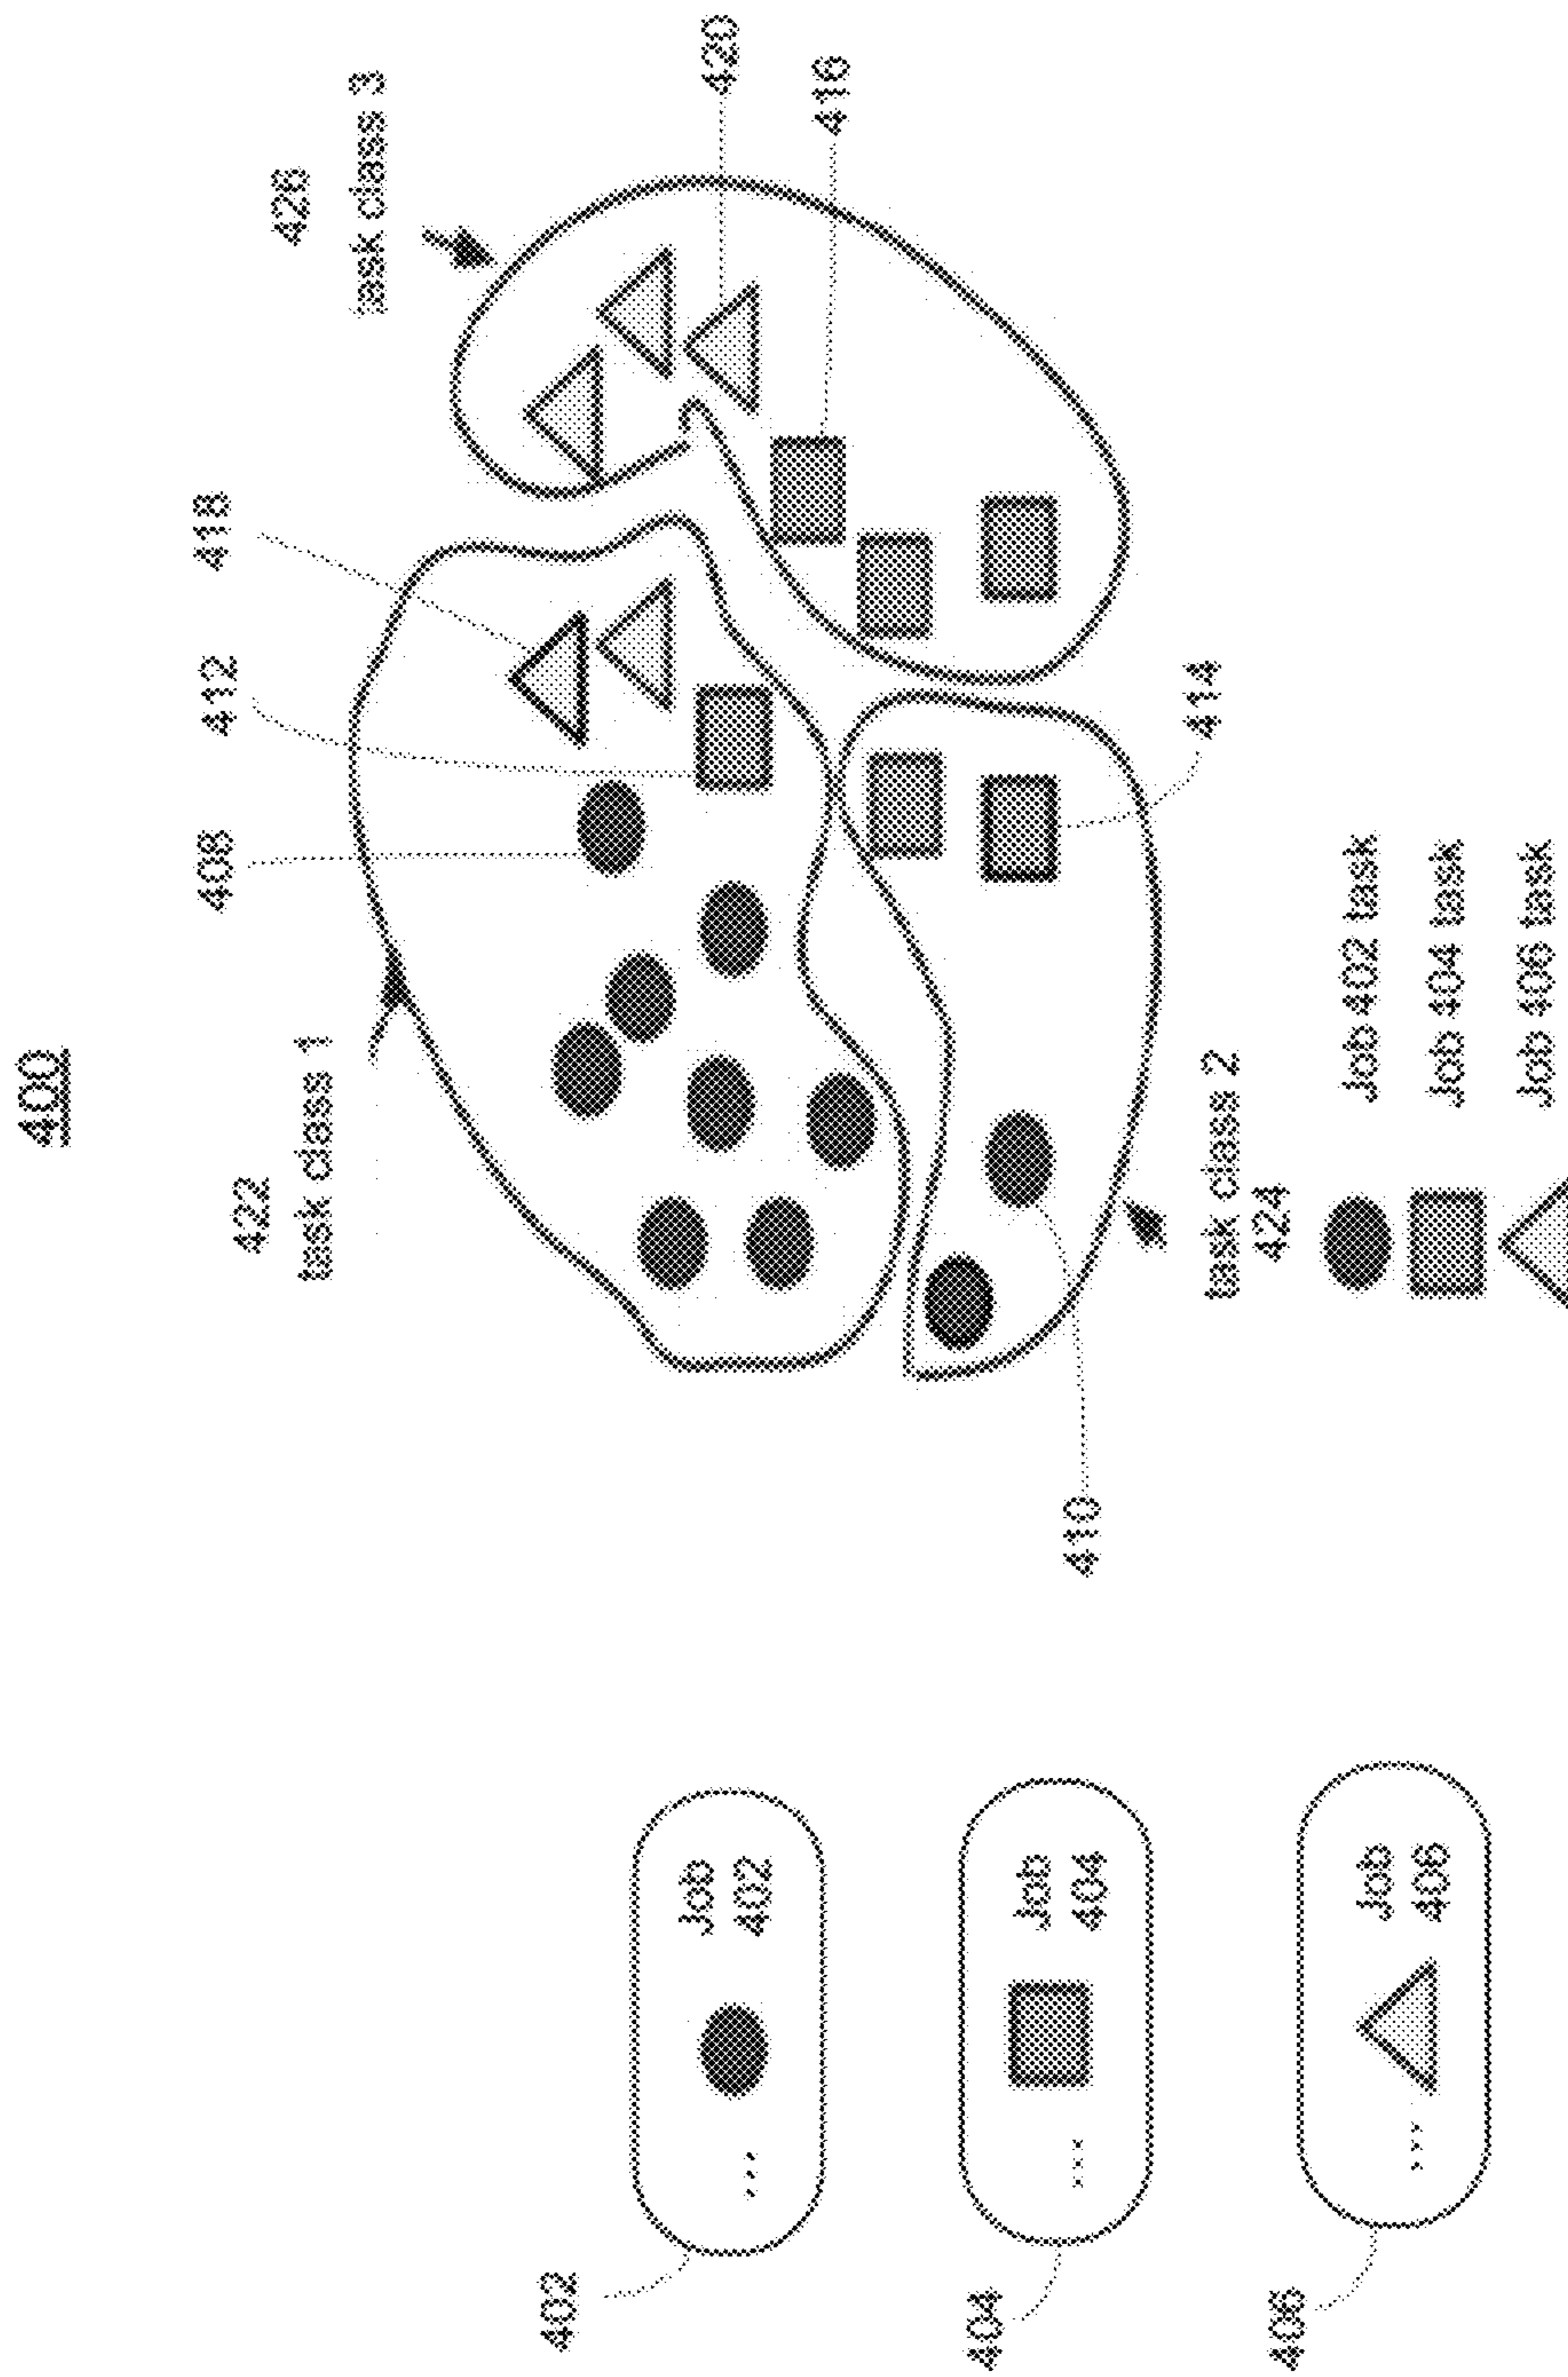 400
402
Job
402
...
404
Job
404
...
406
Job
406
...
422
task class 1
408
412
418
426
task class 3
420
416
414
410
task class 2
424
Job 402 task
Job 404 task
Job 406 task